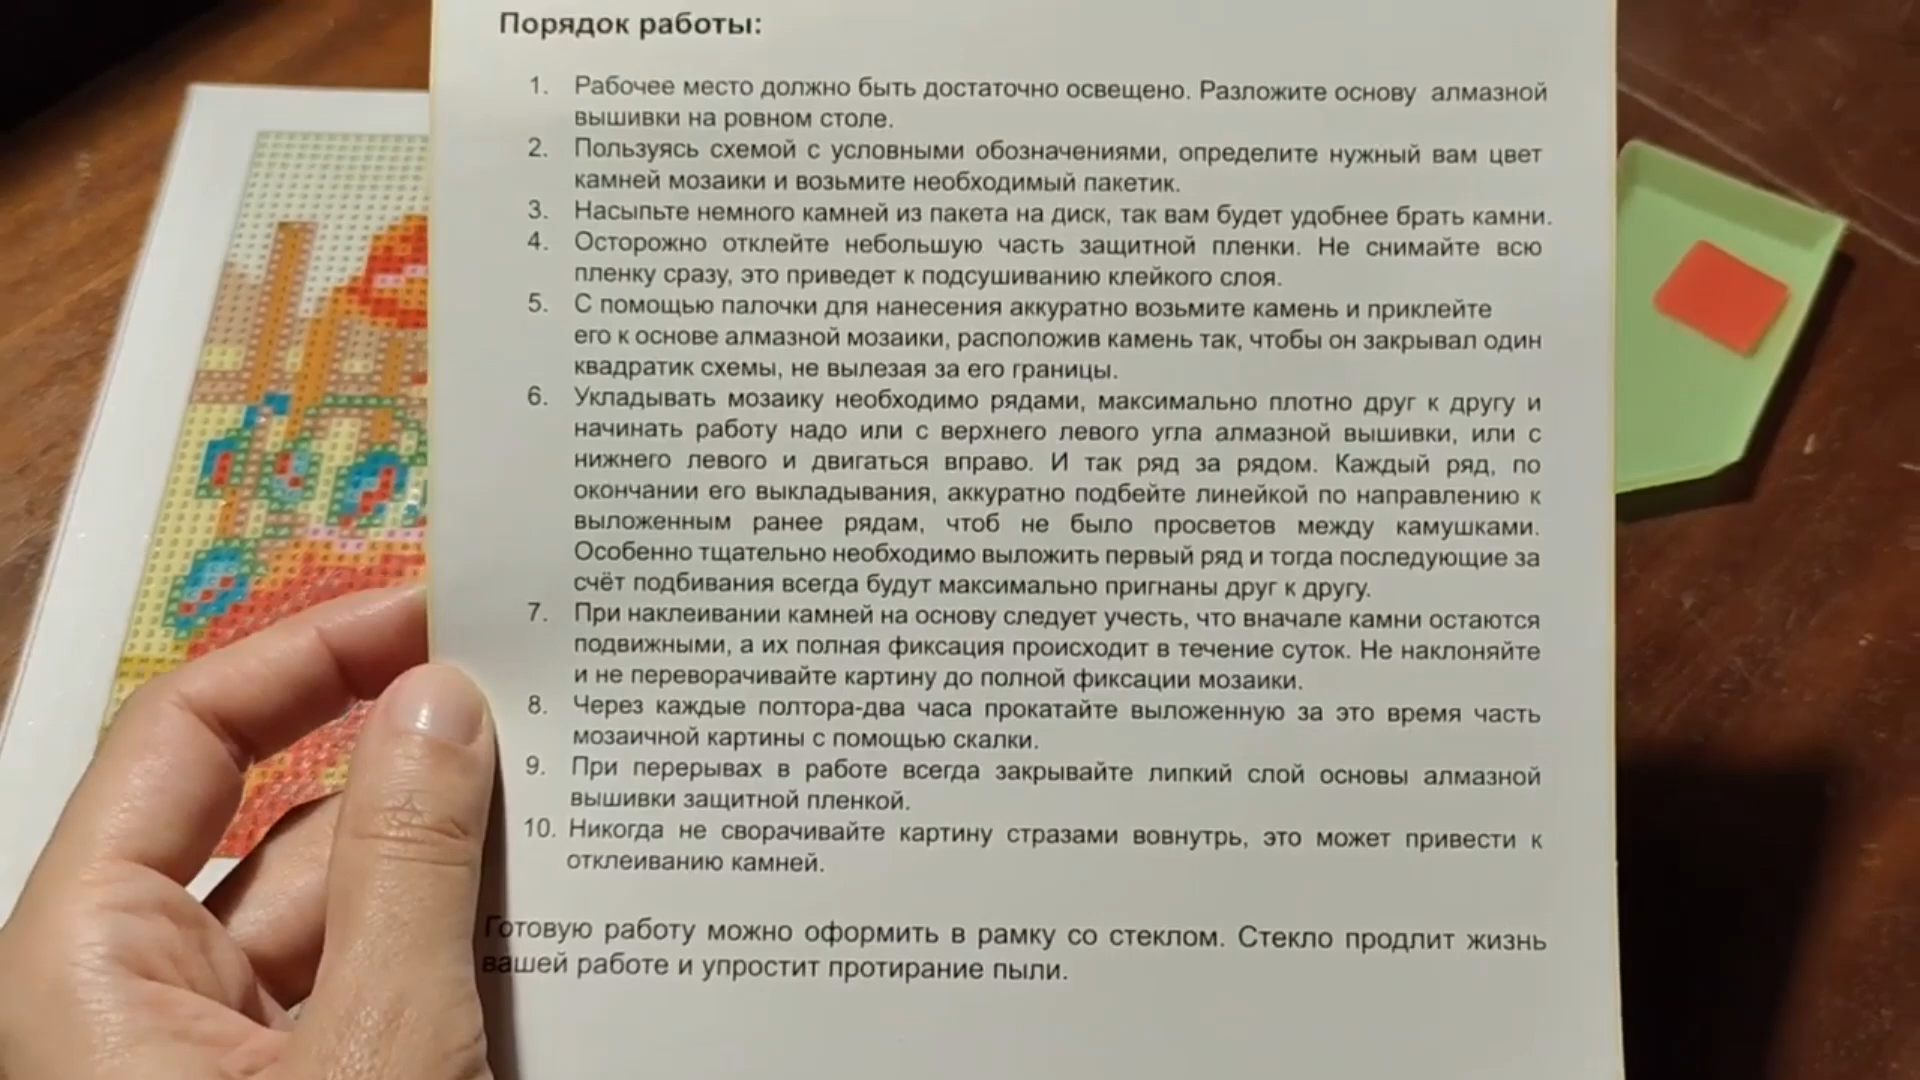 Порядок работы:
1. Рабочее место должно быть достаточно освещено. Разложите основу алмазной
вышивки на ровном столе.
2. Пользуясь схемой с условными обозначениями, определите нужный вам цвет
камней мозаики и возьмите необходимый пакетик.
3. Насыпьте немного камней из пакета на диск, так вам будет удобнее брать камни.
4. Осторожно отклейте небольшую часть защитной пленки. Не снимайте всю
пленку сразу, это приведет к подсушиванию клейкого слоя.
5. С помощью палочки для нанесения аккуратно возьмите камень и приклейте
его к основе алмазной мозаики, расположив камень так, чтобы он закрывал один
квадратик схемы, не вылезая за его границы.
6. Укладывать мозаику необходимо рядами, максимально плотно друг к другу и
начинать работу надо или с верхнего левого угла алмазной вышивки, или с
нижнего левого и двигаться вправо. И так ряд за рядом. Каждый ряд, по
окончании его выкладывания, аккуратно подбейте линейкой по направлению к
выложенным ранее рядам, чтоб не было просветов между камушками.
Особенно тщательно необходимо выложить первый ряд и тогда последующие за
счёт подбивания всегда будут максимально пригнаны друг к другу.
7. При наклеивании камней на основу следует учесть, что вначале камни остаются
подвижными, а их полная фиксация происходит в течение суток. Не наклоняйте
и не переворачивайте картину до полной фиксации мозаики.
8. Через каждые полтора-два часа прокатайте выложенную за это время часть
мозаичной картины с помощью скалки.
9. При перерывах в работе всегда закрывайте липкий слой основы алмазной
вышивки защитной пленкой.
10. Никогда не сворачивайте картину стразами вовнутрь, это может привести к
отклеиванию камней.
Готовую работу можно оформить в рамку со стеклом. Стекло продлит жизнь
вашей работе и упростит протирание пыли.